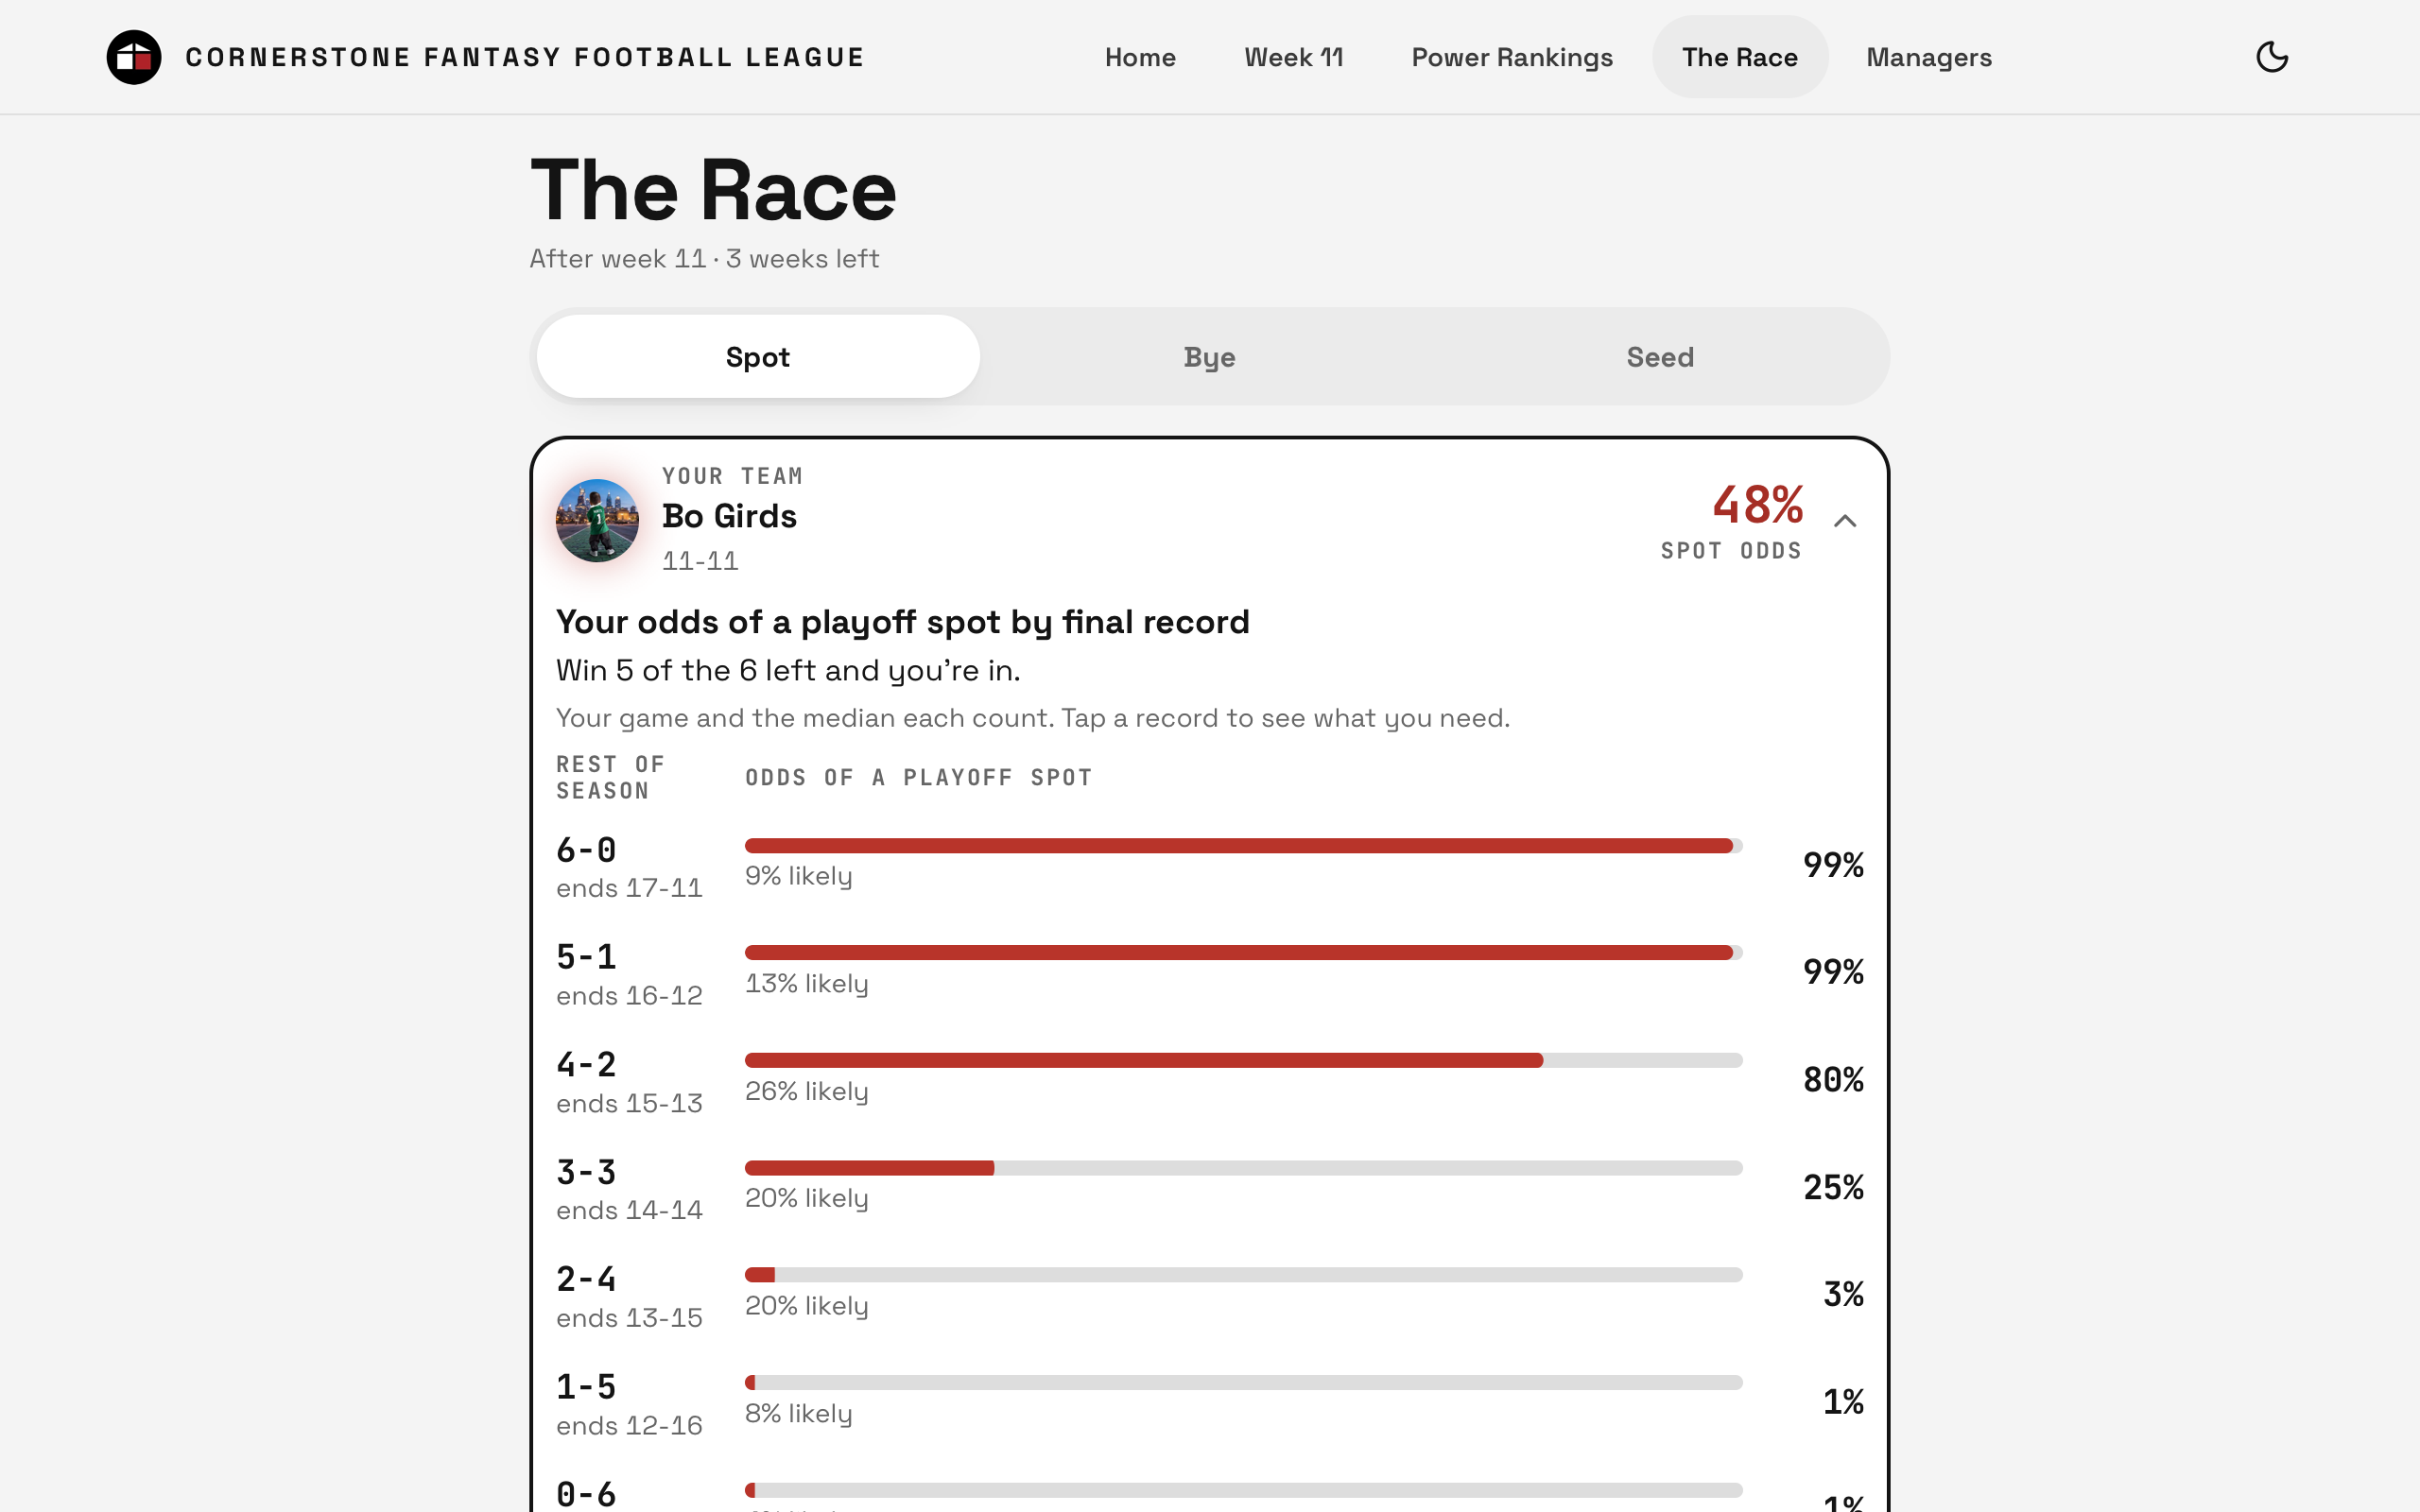 CORNERSTONE FANTASY FOOTBALL LEAGUE
Home
Week 11
Power Rankings
The Race
Managers
The Race
After week 11 · 3 weeks left
Spot
Bye
Seed
YOUR TEAM
Bo Girds
11-11
48%
SPOT ODDS
Your odds of a playoff spot by final record
Win 5 of the 6 left and you’re in.
Your game and the median each count. Tap a record to see what you need.
REST OF
SEASON
ODDS OF A PLAYOFF SPOT
6-0
ends 17-11
9% likely
99%
5-1
ends 16-12
13% likely
99%
4-2
ends 15-13
26% likely
80%
3-3
ends 14-14
20% likely
25%
2-4
ends 13-15
20% likely
3%
1-5
ends 12-16
8% likely
1%
0-6
1%